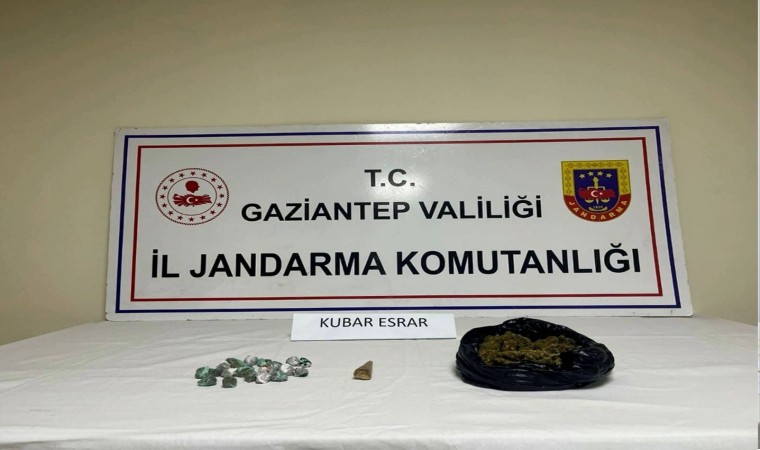 T.C.
GAZİANTEP VALİLİĞİ
JANDARMA
İL JANDARMA KOMUTANLIĞI
KUBAR ESRAR